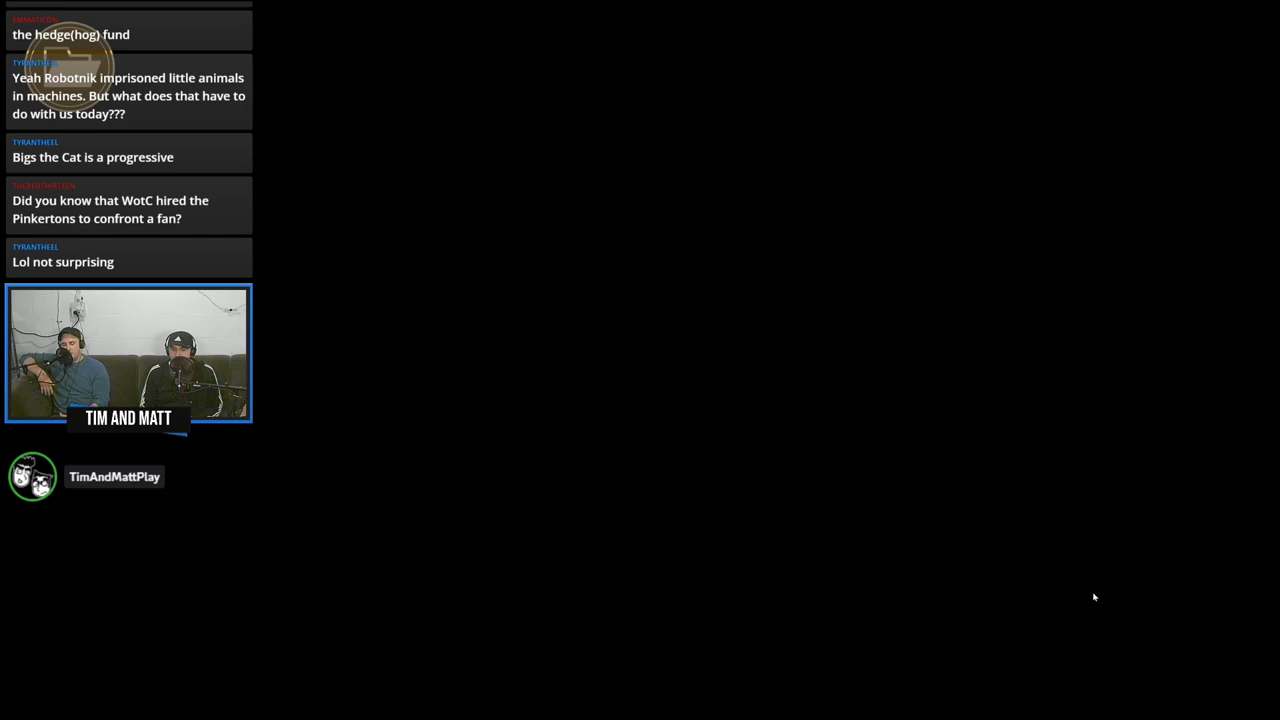 EMMATICON
the hedge(hog) fund
TYRANTHEEL
Yeah Robotnik imprisoned little animals
in machines. But what does that have to
do with us today???
TYRANTHEEL
Bigs the Cat is a progressive
THEREDTHIRTEEN
Did you know that WotC hired the
Pinkertons to confront a fan?
TYRANTHEEL
Lol not surprising
TIM AND MATT
TimAndMattPlay